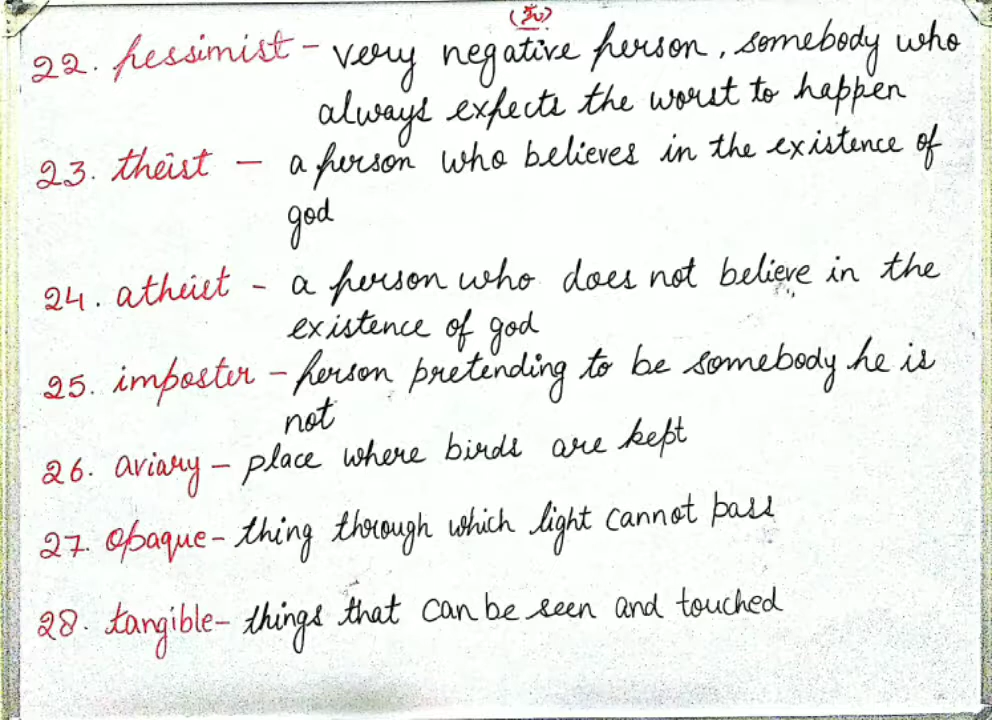 22. pessimist - very negative person, somebody who
always expects the worst to happen
23. theist - a person who believes in the existence of
god
24. atheist - a person who does not believe in the
existence of god
25. imposter - person pretending to be somebody he is
not
26. aviary - place where birds are kept
27. opaque - thing through which light cannot pass
28. tangible - things that can be seen and touched